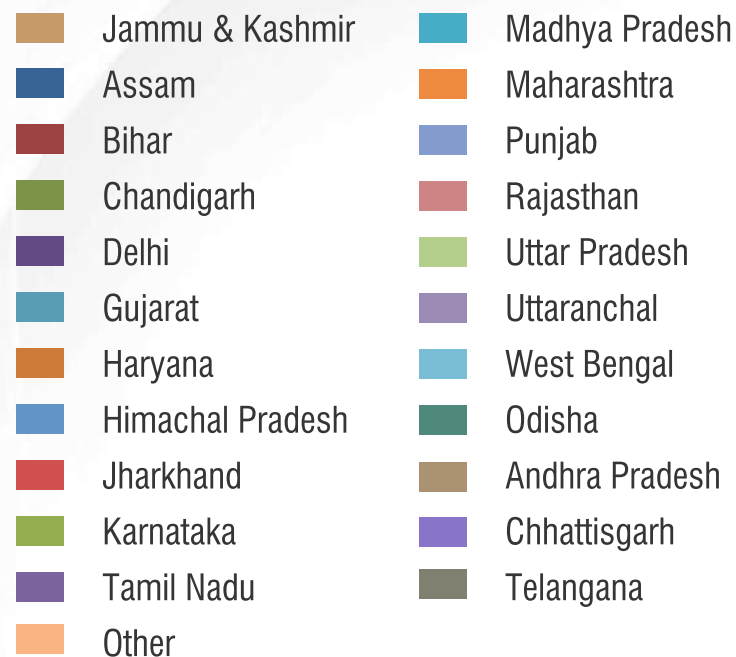 Jammu & Kashmir
Assam
Bihar
Chandigarh
Delhi
Gujarat
Haryana
Himachal Pradesh
Jharkhand
Karnataka
Tamil Nadu
Other
Madhya Pradesh
Maharashtra
Punjab
Rajasthan
Uttar Pradesh
Uttaranchal
West Bengal
Odisha
Andhra Pradesh
Chhattisgarh
Telangana